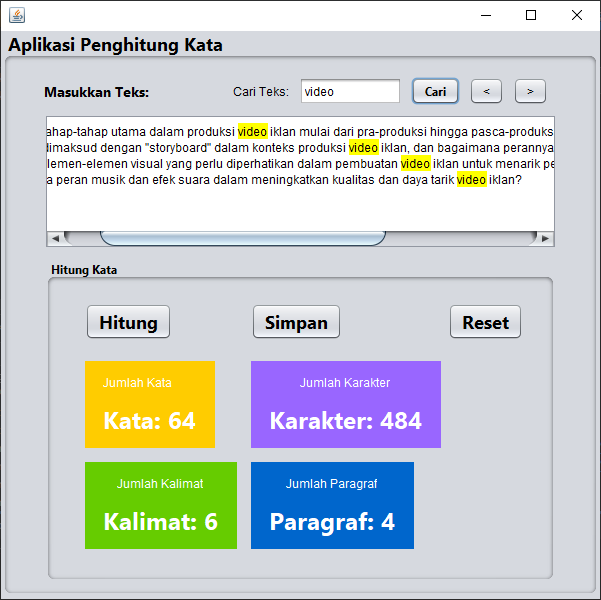 Aplikasi Penghitung Kata
Masukkan Teks: Cari Teks: video Cari < >
ahap-tahap utama dalam produksi video iklan mulai dari pra-produksi hingga pasca-produks
dimaksud dengan "storyboard" dalam konteks produksi video iklan, dan bagaimana perannya
lemen-elemen visual yang perlu diperhatikan dalam pembuatan video iklan untuk menarik pe
a peran musik dan efek suara dalam meningkatkan kualitas dan daya tarik video iklan?
Hitung Kata
Hitung Simpan Reset
Jumlah Kata Jumlah Karakter
Kata: 64 Karakter: 484
Jumlah Kalimat Jumlah Paragraf
Kalimat: 6 Paragraf: 4